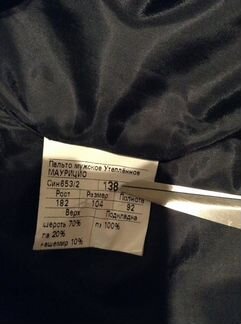 Пальто мужское Утеплённое
МАУРИЦИО
Син653/2 138
Рост Размер Полнота
182 104 92
Верх Подкладка
шерсть 70% пэ 100%
па 20%
кашемир 10%